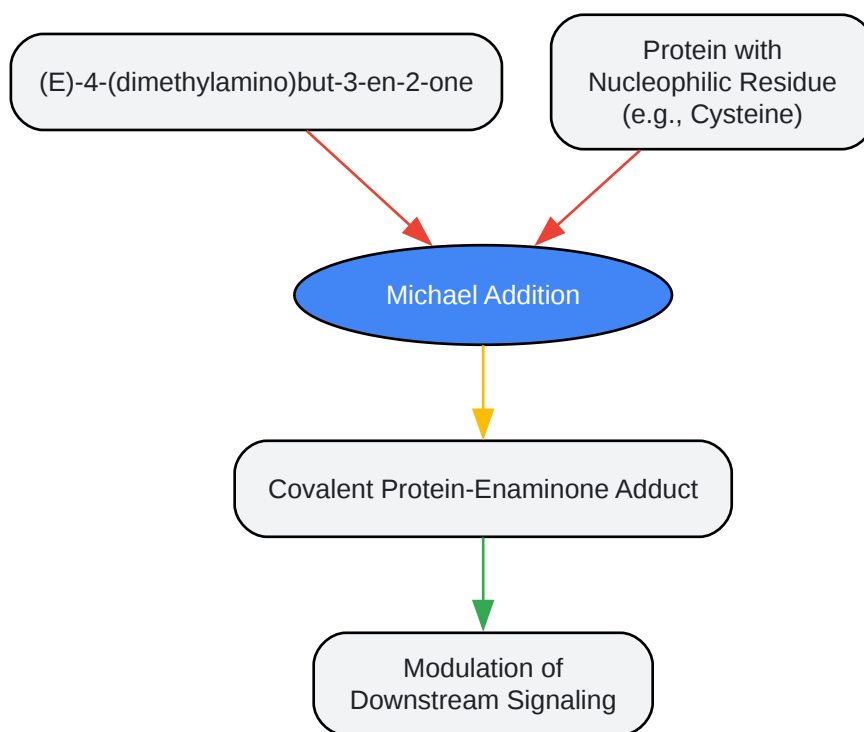 (E)-4-(dimethylamino)but-3-en-2-one
Protein with
Nucleophilic Residue
(e.g., Cysteine)
Michael Addition
Covalent Protein-Enaminone Adduct
Modulation of
Downstream Signaling